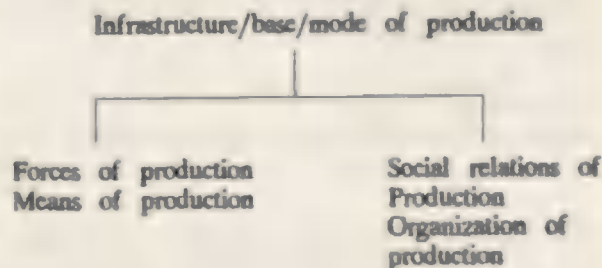 Infrastructure/base/mode of production
Forces of production
Means of production
Social relations of
Production
Organization of
production